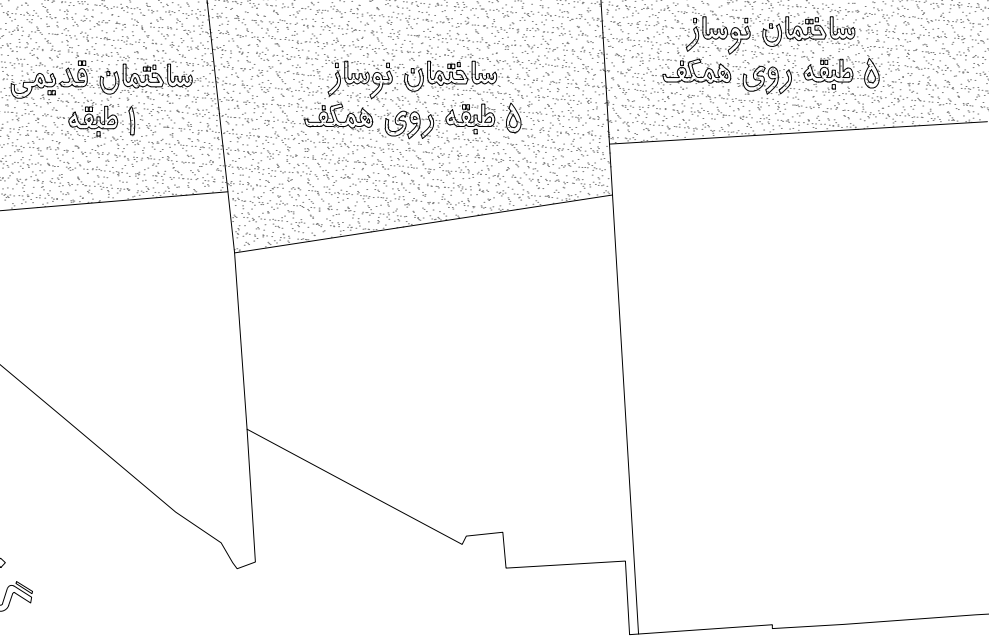 ساختمان نوساز
۵ طبقه روی همکف
ساختمان نوساز
۵ طبقه روی همکف
ساختمان قدیمی
۱ طبقه